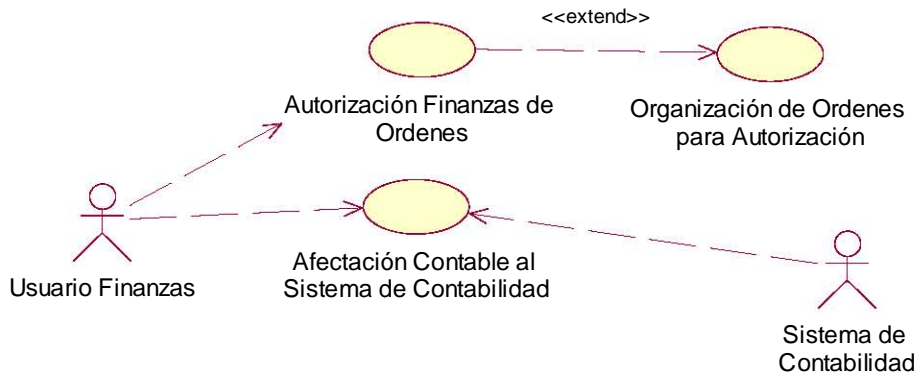 <<extend>>
Autorización Finanzas de
Ordenes
Organización de Ordenes
para Autorización
Afectación Contable al
Sistema de Contabilidad
Usuario Finanzas
Sistema de
Contabilidad